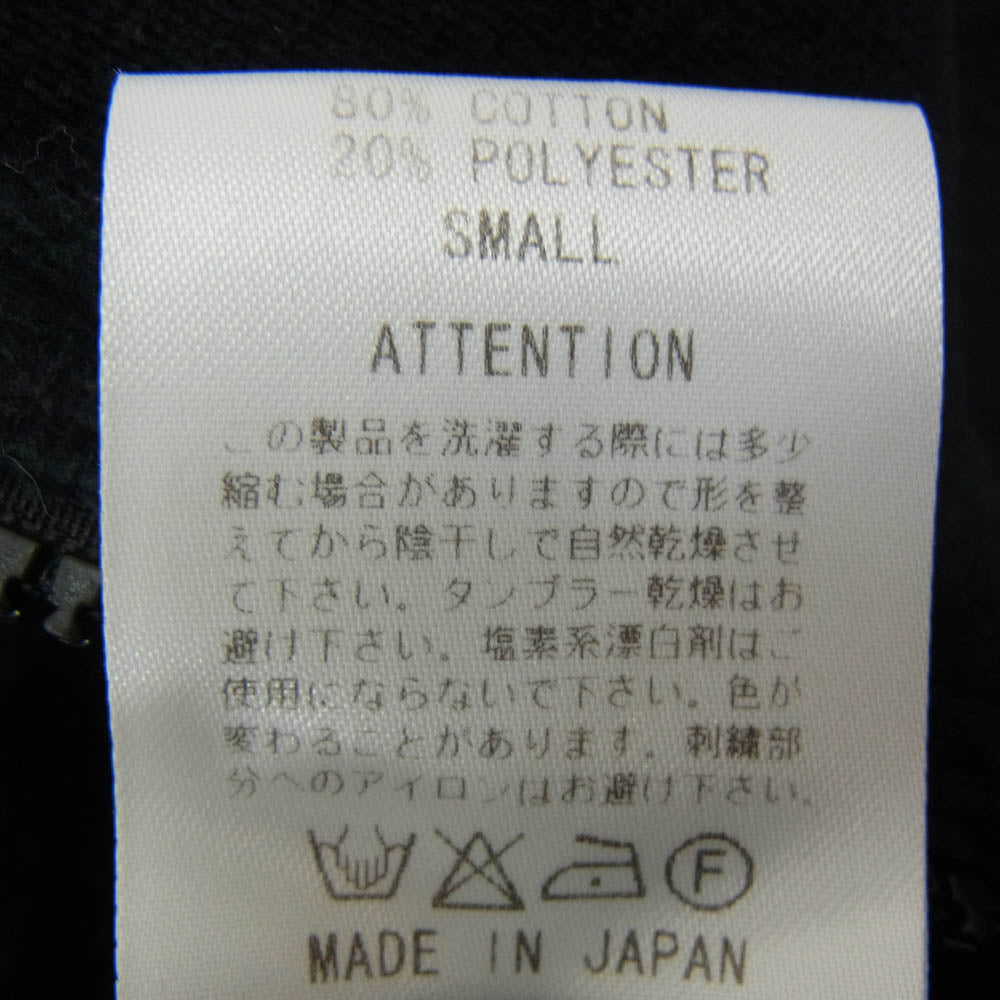 80% COTTON
20% POLYESTER
SMALL
ATTENTION
この製品を洗濯する際には多少
縮む場合がありますので形を整
えてから陰干しで自然乾燥させ
て下さい。タンブラー乾燥はお
避け下さい。塩素系漂白剤はご
使用にならないで下さい。色が
変わることがあります。刺繍部
分へのアイロンはお避け下さい。
F
MADE IN JAPAN